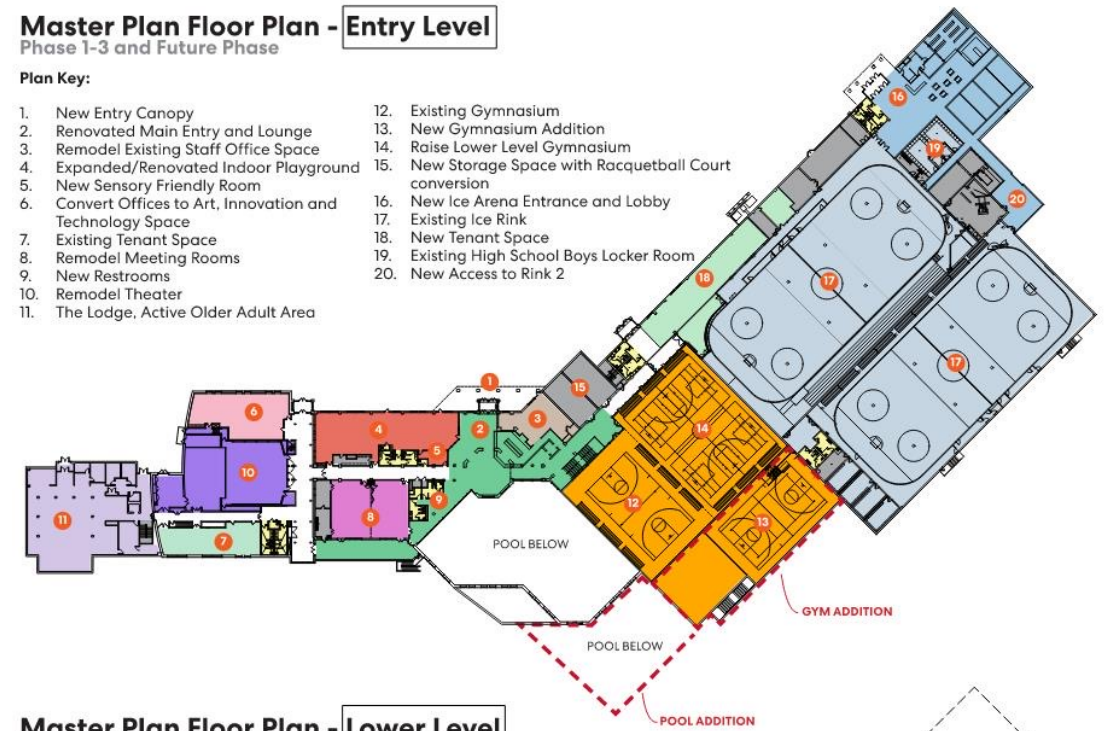 Master Plan Floor Plan - Entry Level
Phase 1-3 and Future Phase
Plan Key:
1. New Entry Canopy
2. Renovated Main Entry and Lounge
3. Remodel Existing Staff Office Space
4. Expanded/Renovated Indoor Playground
5. New Sensory Friendly Room
6. Convert Offices to Art, Innovation and
Technology Space
7. Existing Tenant Space
8. Remodel Meeting Rooms
9. New Restrooms
10. Remodel Theater
11. The Lodge, Active Older Adult Area
12. Existing Gymnasium
13. New Gymnasium Addition
14. Raise Lower Level Gymnasium
15. New Storage Space with Racquetball Court
conversion
16. New Ice Arena Entrance and Lobby
17. Existing Ice Rink
18. New Tenant Space
19. Existing High School Boys Locker Room
20. New Access to Rink 2
16
19
20
17
18
17
1
15
3
2
6
4
5
14
10
9
12
8
13
11
7
POOL BELOW
GYM ADDITION
POOL BELOW
POOL ADDITION
Master Plan Floor Plan - Lower Level